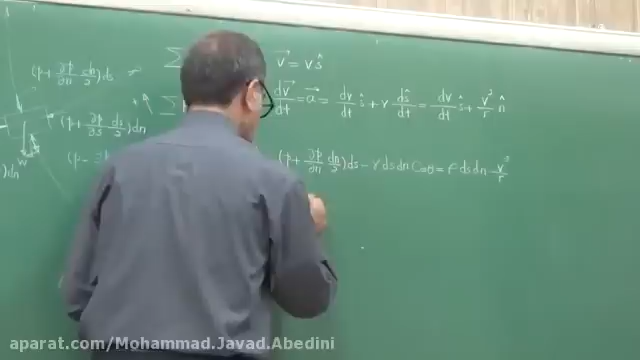 ∑ v⃗ = vŝ
(p + ∂p/∂n dn/2)ds
∑ dv⃗/dt = a⃗ = dv/dt ŝ + v dŝ/dt = dv/dt ŝ + v²/r n̂
(p + ∂p/∂s ds/2)dn
w
(p - (p + ∂p/∂n dn/2)ds - γ ds dn Cosθ = ρ ds dn v²/r
)dn
aparat.com/Mohammad.Javad.Abedini